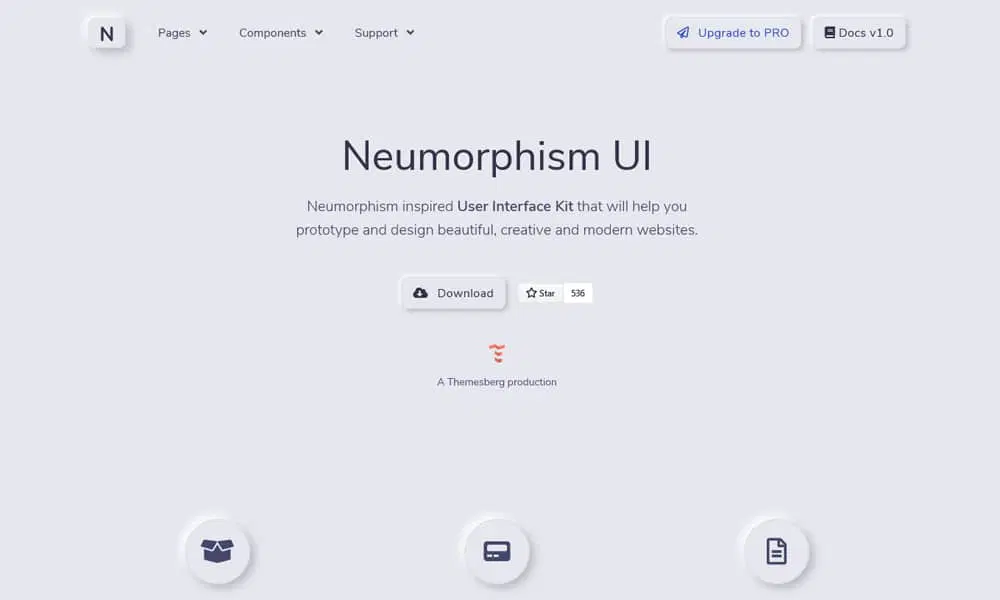 N
Pages
Components
Support
Upgrade to PRO
Docs v1.0
Neumorphism UI
Neumorphism inspired User Interface Kit that will help you
prototype and design beautiful, creative and modern websites.
Download
Star
536
A Themesberg production